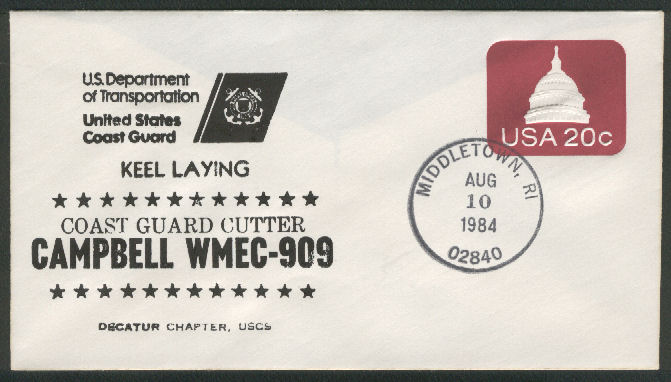 U.S. Department
of Transportation
United States
Coast Guard
KEEL LAYING
COAST GUARD CUTTER
CAMPBELL WMEC-909
DECATUR CHAPTER, USCS
USA 20c
MIDDLETOWN, RI
AUG
10
1984
02840